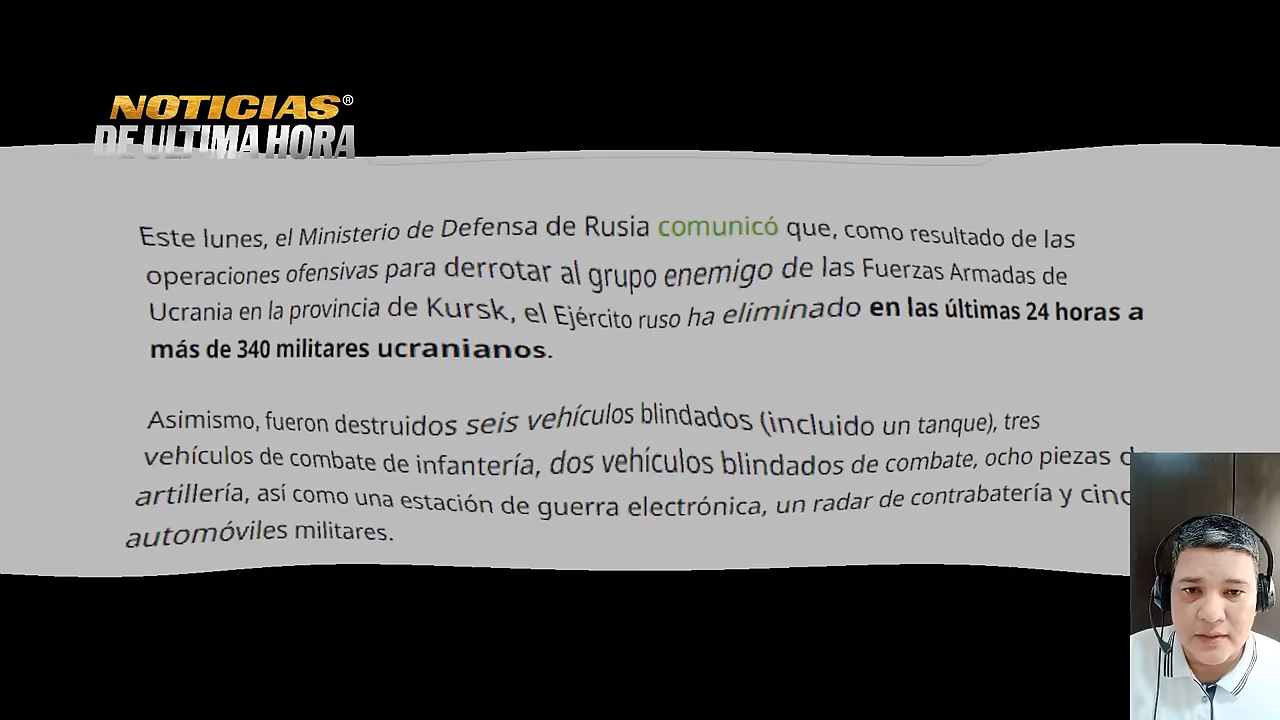 NOTICIAS®
DE ULTIMA HORA
Este lunes, el Ministerio de Defensa de Rusia comunicó que, como resultado de las
operaciones ofensivas para derrotar al grupo enemigo de las Fuerzas Armadas de
Ucrania en la provincia de Kursk, el Ejército ruso ha eliminado en las últimas 24 horas a
más de 340 militares ucranianos.
Asimismo, fueron destruidos seis vehículos blindados (incluido un tanque), tres
vehículos de combate de infantería, dos vehículos blindados de combate, ocho piezas
artillería, así como una estación de guerra electrónica, un radar de contrabatería y
automóviles militares.